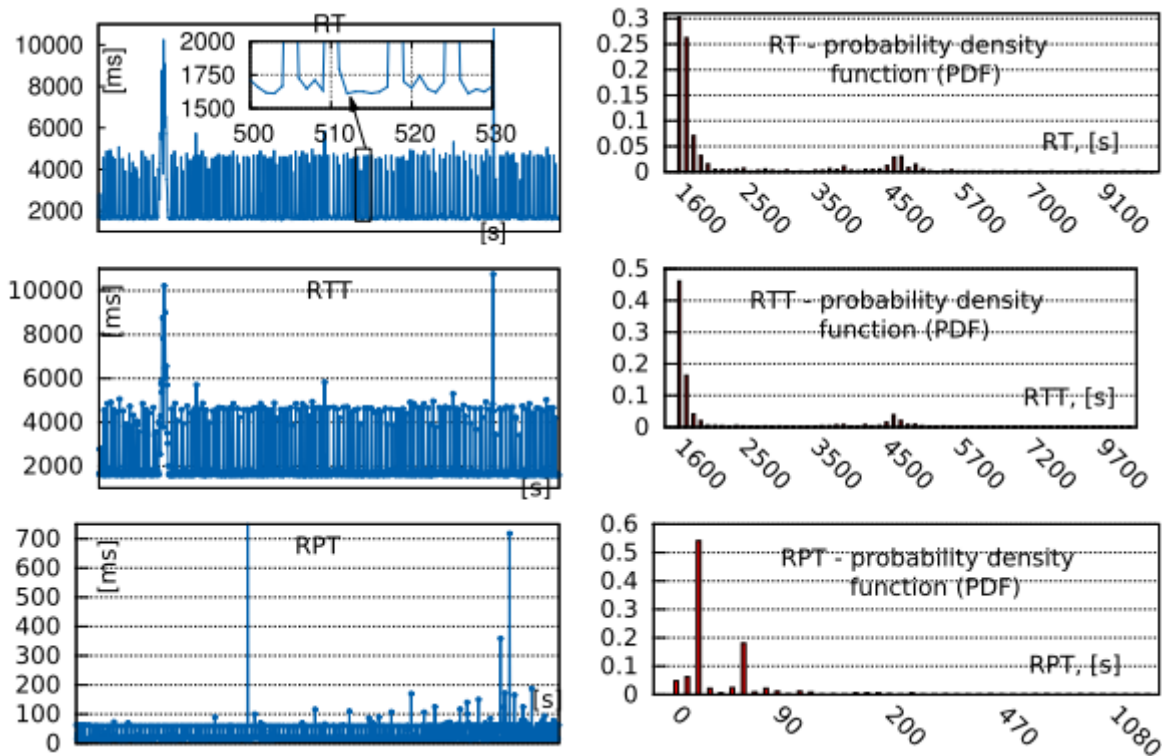 RT
[ms]
10000
8000
6000
4000
2000
2000
1750
1500
500 510 520 530
[s]
RT - probability density
function (PDF)
RT, [s]
0.3
0.25
0.2
0.15
0.1
0.05
0
1600 2500 3500 4500 5700 7000 9100
RTT
[ms]
10000
8000
6000
4000
2000
[s]
RTT - probability density
function (PDF)
RTT, [s]
0.5
0.4
0.3
0.2
0.1
0
1600 2500 3500 4500 5700 7200 9700
RPT
[ms]
700
600
500
400
300
200
100
0
[s]
RPT - probability density
function (PDF)
RPT, [s]
0.6
0.5
0.4
0.3
0.2
0.1
0
0 90 200 470 1080